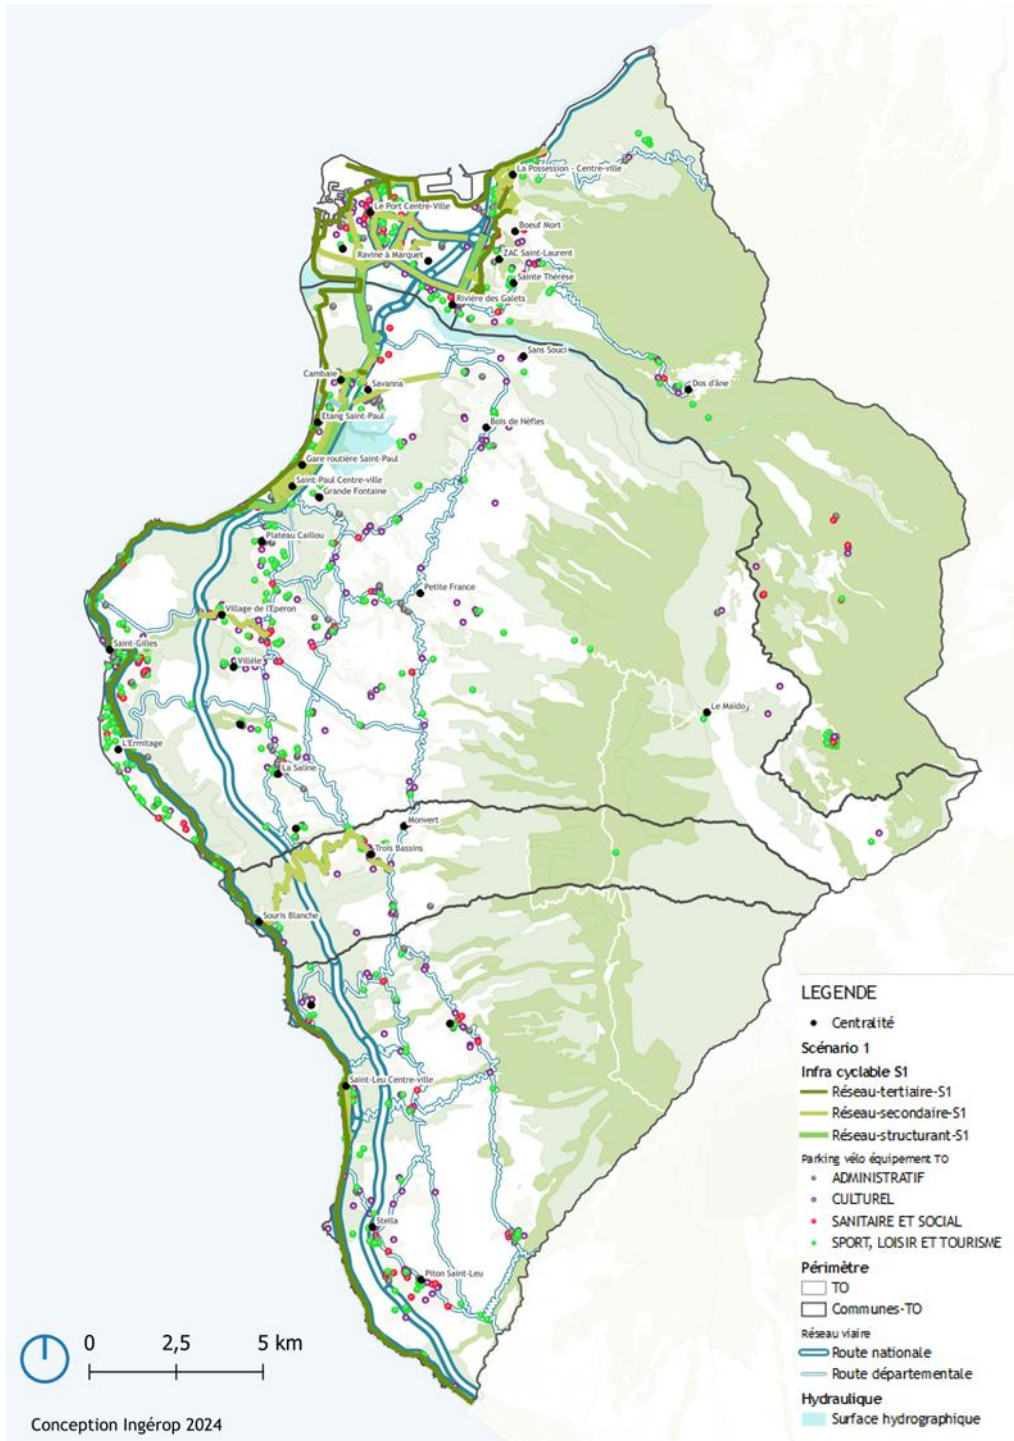 La Possession - Centre-ville
Le Port Centre-Ville
Boeuf Mort
Ravine à Marquet
ZAC Saint-Laurent
Sainte Thérèse
Rivière des Galets
Sans Souci
Cambaie
Savanna
Dos d'âne
Etang Saint-Paul
Bois de Nèfles
Gare routière Saint-Paul
Saint-Paul Centre-ville
Grande Fontaine
Plateau Caillou
Petite France
Village de l'Eperon
Saint-Gilles
Villèle
Le Maïdo
L'Ermitage
La Saline
Monvert
Trois Bassins
Souris Blanche
Saint-Leu Centre-ville
Stella
Piton Saint-Leu
LEGENDE
Centralité
Scénario 1
Infra cyclable S1
Réseau-tertiaire-S1
Réseau-secondaire-S1
Réseau-structurant-S1
Parking vélo équipement TO
ADMINISTRATIF
CULTUREL
SANITAIRE ET SOCIAL
SPORT, LOISIR ET TOURISME
Périmètre
TO
Communes-TO
Réseau viaire
Route nationale
Route départementale
Hydraulique
Surface hydrographique
0 2,5 5 km
Conception Ingérop 2024